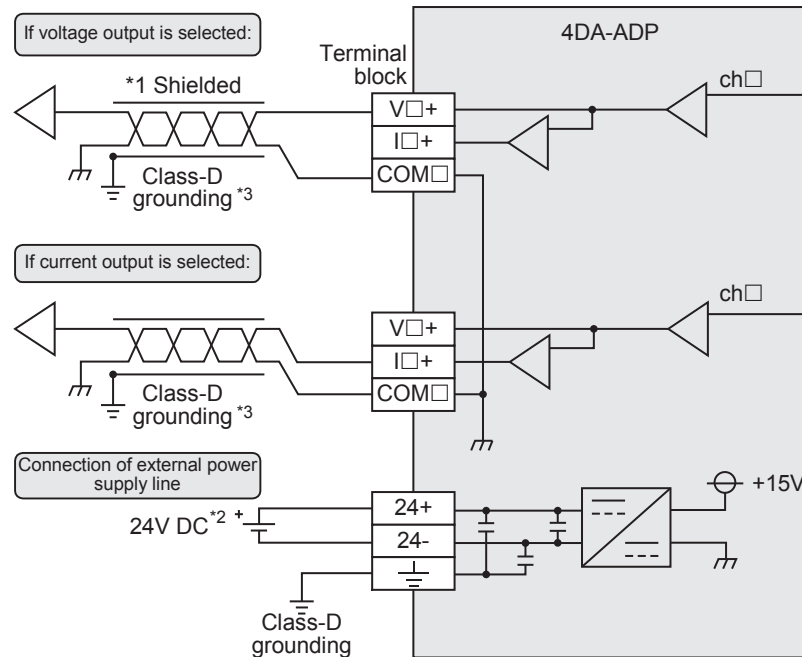 If voltage output is selected:
4DA-ADP
Terminal
block
*1 Shielded
ch□
V□+
I□+
COM□
Class-D
grounding *3
If current output is selected:
ch□
V□+
I□+
COM□
Class-D
grounding *3
Connection of external power
supply line
+15V
24V DC*2 +
24+
24-
Class-D
grounding